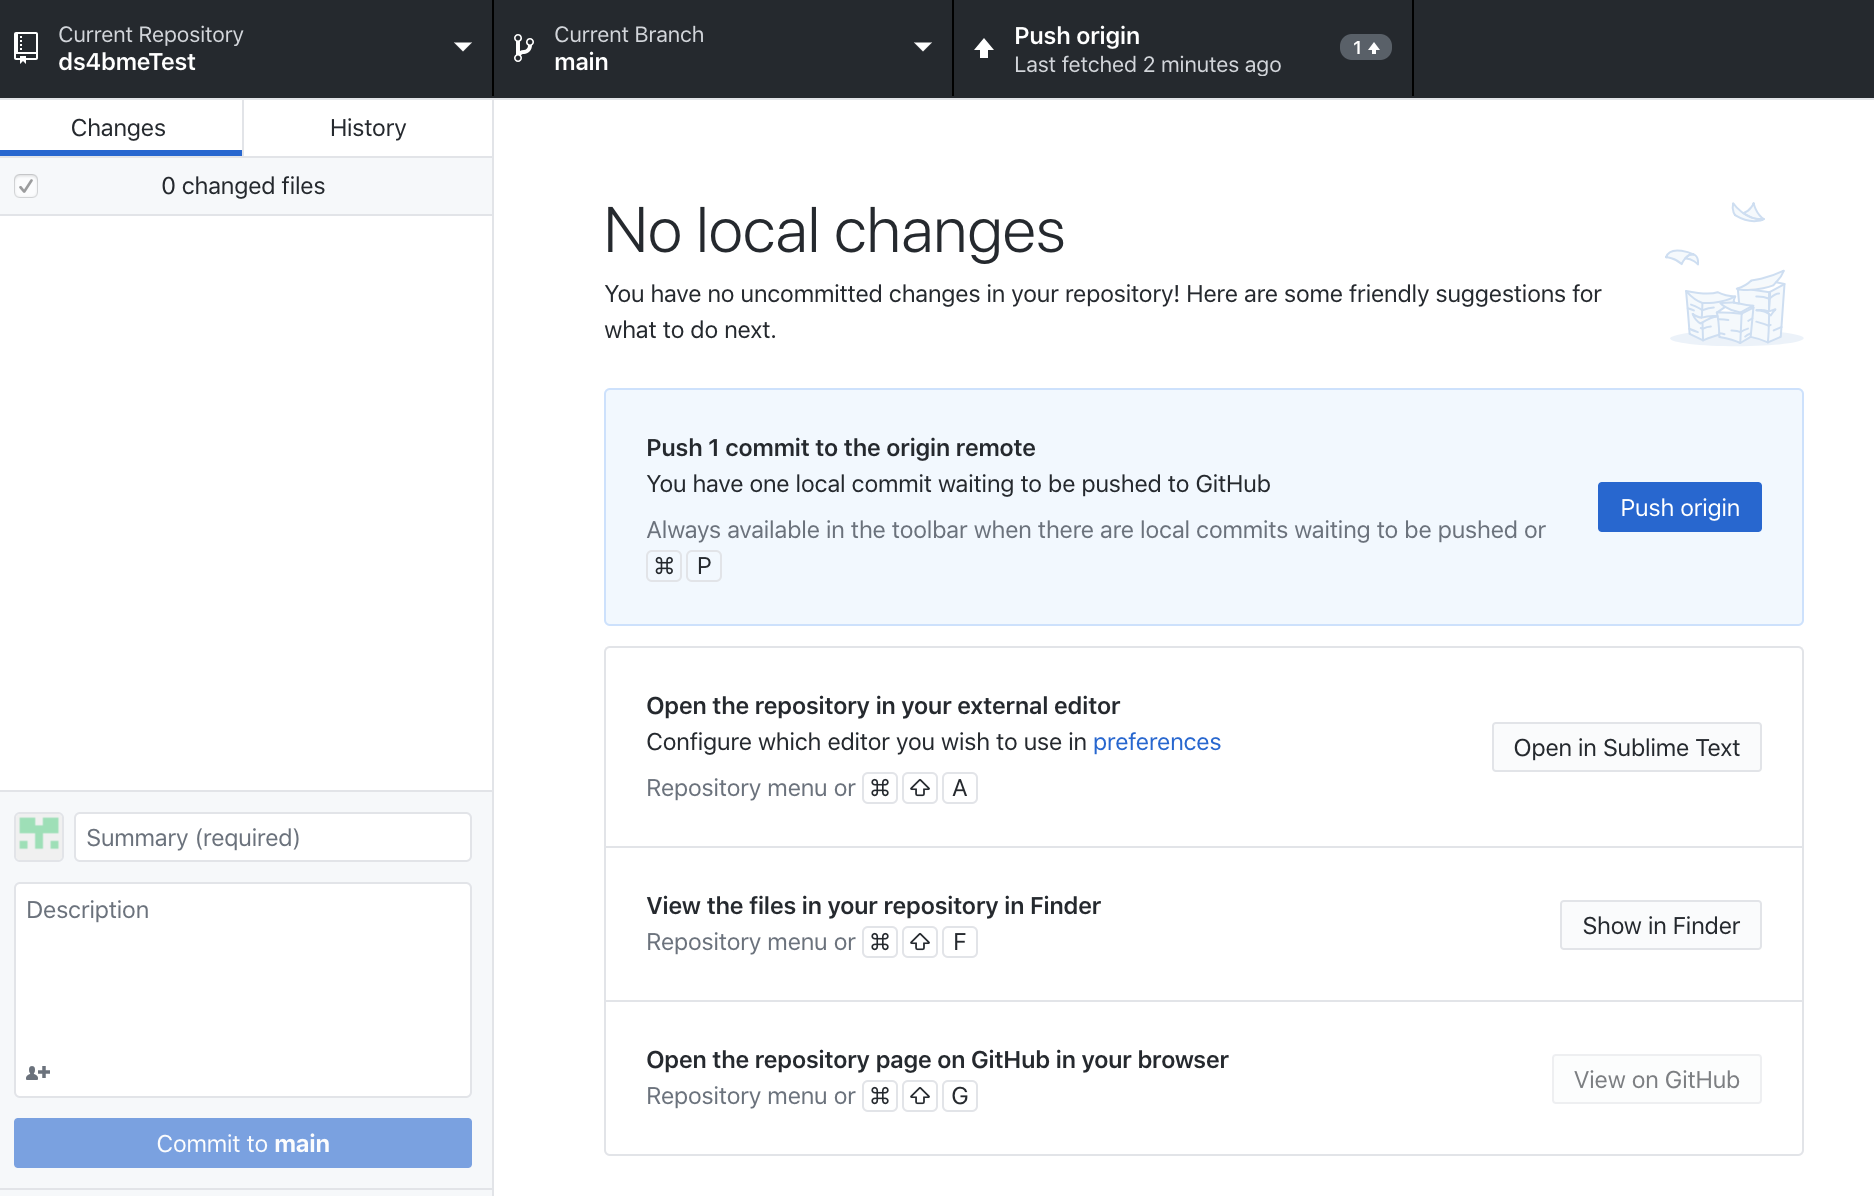 Current Repository
ds4bmeTest
Current Branch
main
Push origin
Last fetched 2 minutes ago
1
Changes
History
0 changed files
No local changes
You have no uncommitted changes in your repository! Here are some friendly suggestions for
what to do next.
Push 1 commit to the origin remote
You have one local commit waiting to be pushed to GitHub
Always available in the toolbar when there are local commits waiting to be pushed or
⌘ P
Push origin
Open the repository in your external editor
Configure which editor you wish to use in preferences
Repository menu or ⌘ ⇧ A
Open in Sublime Text
View the files in your repository in Finder
Repository menu or ⌘ ⇧ F
Show in Finder
Open the repository page on GitHub in your browser
Repository menu or ⌘ ⇧ G
View on GitHub
Summary (required)
Description
Commit to main